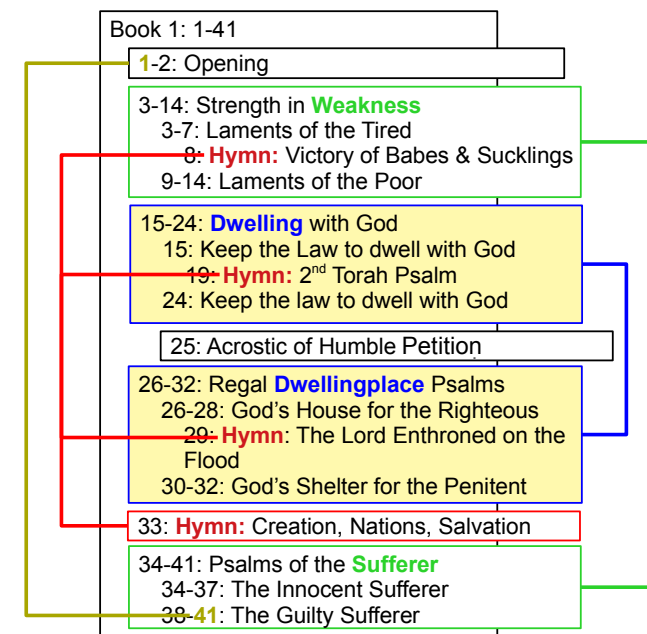 Book 1: 1-41
1-2: Opening
3-14: Strength in Weakness
3-7: Laments of the Tired
8: Hymn: Victory of Babes & Sucklings
9-14: Laments of the Poor
15-24: Dwelling with God
15: Keep the Law to dwell with God
19: Hymn: 2nd Torah Psalm
24: Keep the law to dwell with God
25: Acrostic of Humble Petition
26-32: Regal Dwellingplace Psalms
26-28: God's House for the Righteous
29: Hymn: The Lord Enthroned on the
Flood
30-32: God's Shelter for the Penitent
33: Hymn: Creation, Nations, Salvation
34-41: Psalms of the Sufferer
34-37: The Innocent Sufferer
38-41: The Guilty Sufferer